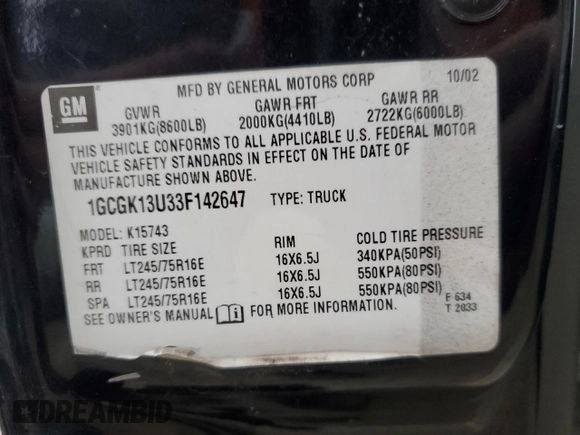 MFD BY GENERAL MOTORS CORP 10/02
GM
GVWR GAWR FRT GAWR RR
3901KG(8600LB) 2000KG(4410LB) 2722KG(6000LB)
THIS VEHICLE CONFORMS TO ALL APPLICABLE U.S. FEDERAL MOTOR
VEHICLE SAFETY STANDARDS IN EFFECT ON THE DATE OF
MANUFACTURE SHOWN ABOVE.
1GCGK13U33F142647 TYPE: TRUCK
MODEL: K15743
KPRD TIRE SIZE RIM COLD TIRE PRESSURE
FRT LT245/75R16E 16X6.5J 340KPA(50PSI)
RR LT245/75R16E 16X6.5J 550KPA(80PSI)
SPA LT245/75R16E 16X6.5J 550KPA(80PSI)
SEE OWNER'S MANUAL FOR MORE INFORMATION.
F 634
T 2033
DREAMBID